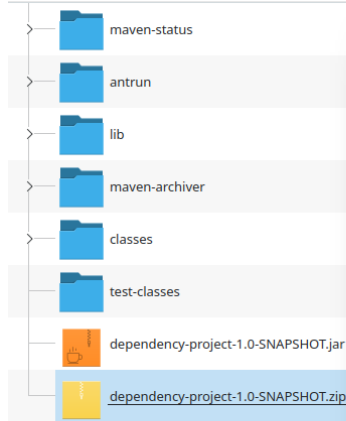 maven-status
antrun
lib
maven-archiver
classes
test-classes
dependency-project-1.0-SNAPSHOT.jar
dependency-project-1.0-SNAPSHOT.zip